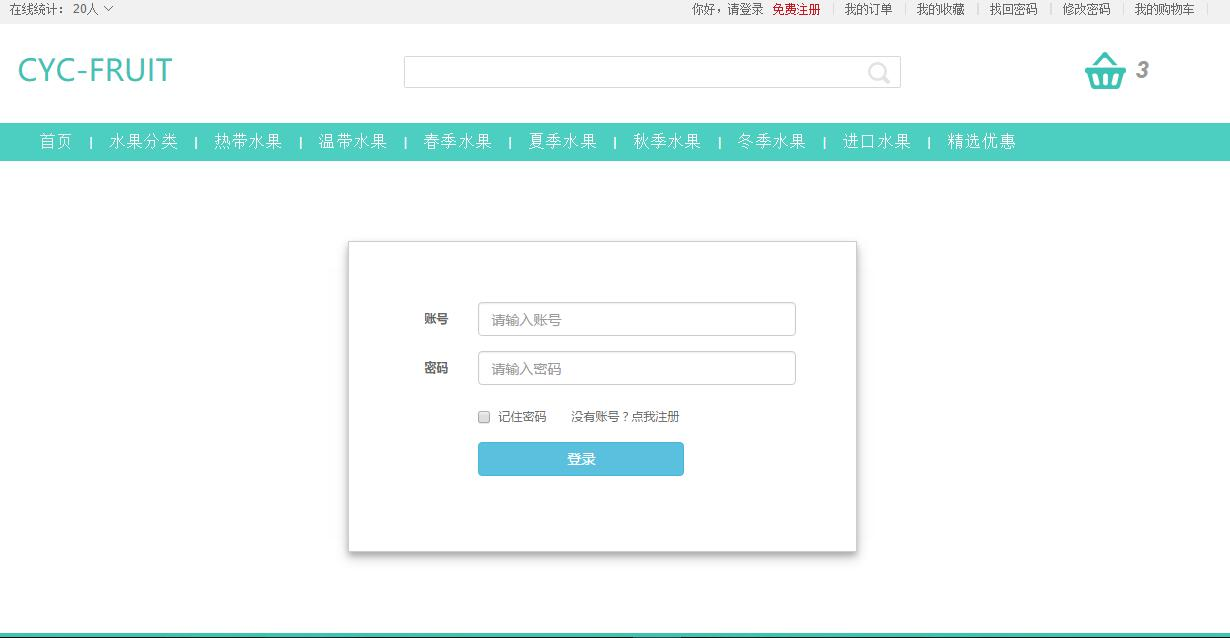 在线统计： 20人
你好，请登录 免费注册 我的订单 我的收藏 找回密码 修改密码 我的购物车
CYC-FRUIT
3
首页 | 水果分类 | 热带水果 | 温带水果 | 春季水果 | 夏季水果 | 秋季水果 | 冬季水果 | 进口水果 | 精选优惠
账号 请输入账号
密码 请输入密码
记住密码 没有账号？点我注册
登录